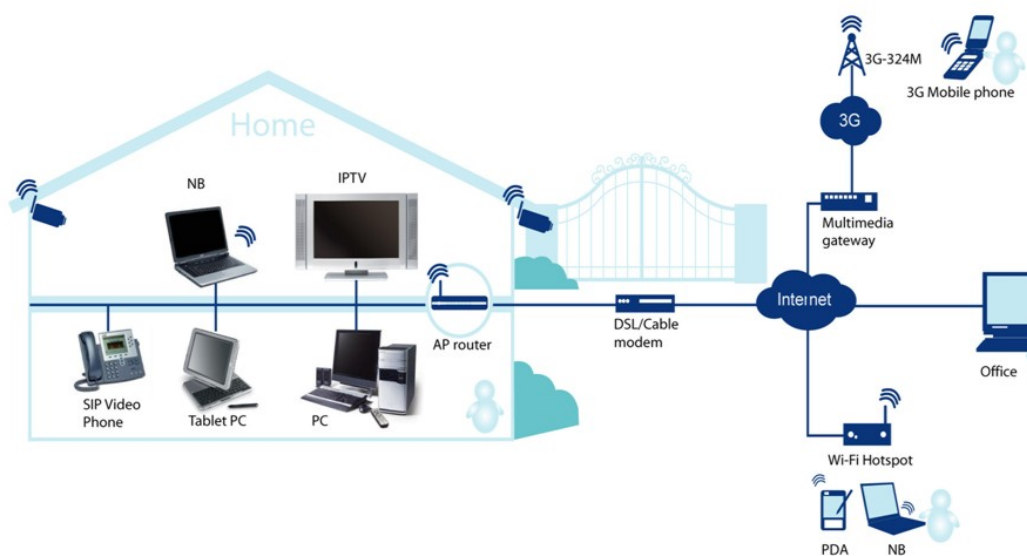 Home
NB
IPTV
AP router
SIP Video
Phone
Tablet PC
PC
DSL/Cable
modem
Internet
3G-324M
3G Mobile phone
3G
Multimedia
gateway
Office
Wi-Fi Hotspot
PDA
NB